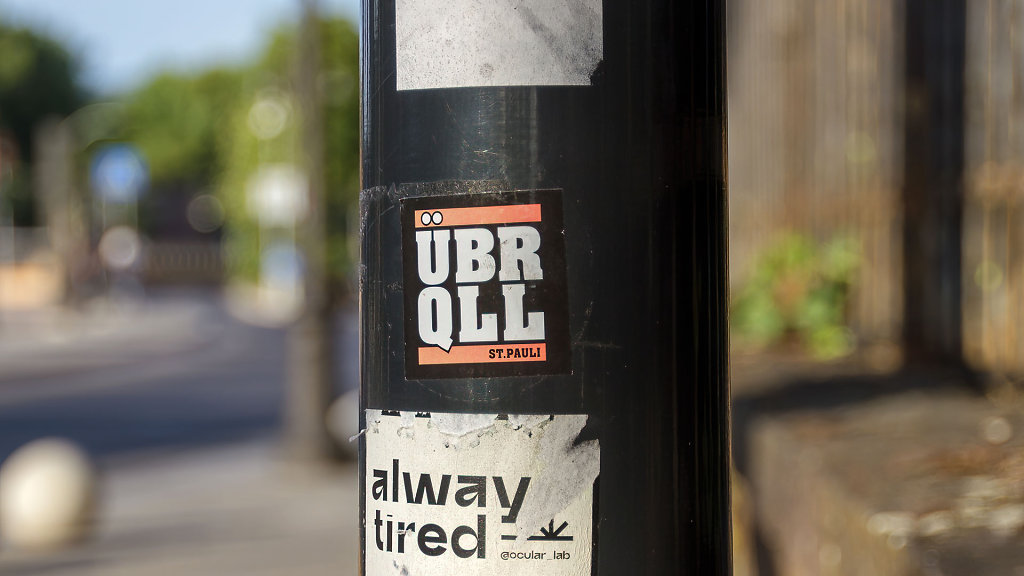 ÜBR
QLL
ST.PAULI
alway
tired
@ocular_lab